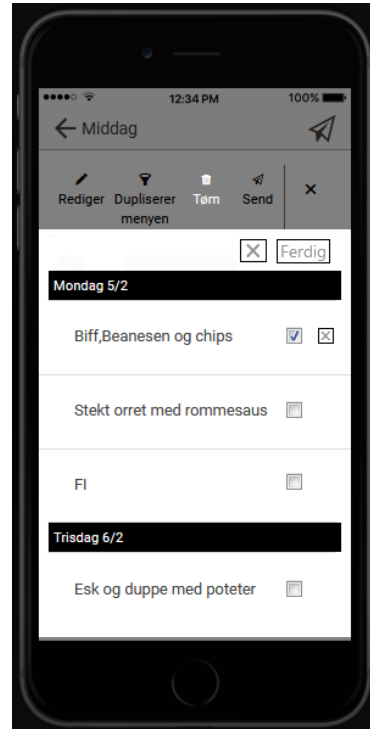 12:34 PM 100%
Middag
Rediger Dupliserer menyen Tøm Send
Ferdig
Mondag 5/2
Biff,Beanesen og chips
Stekt orret med rommesaus
FI
Trisdag 6/2
Esk og duppe med poteter